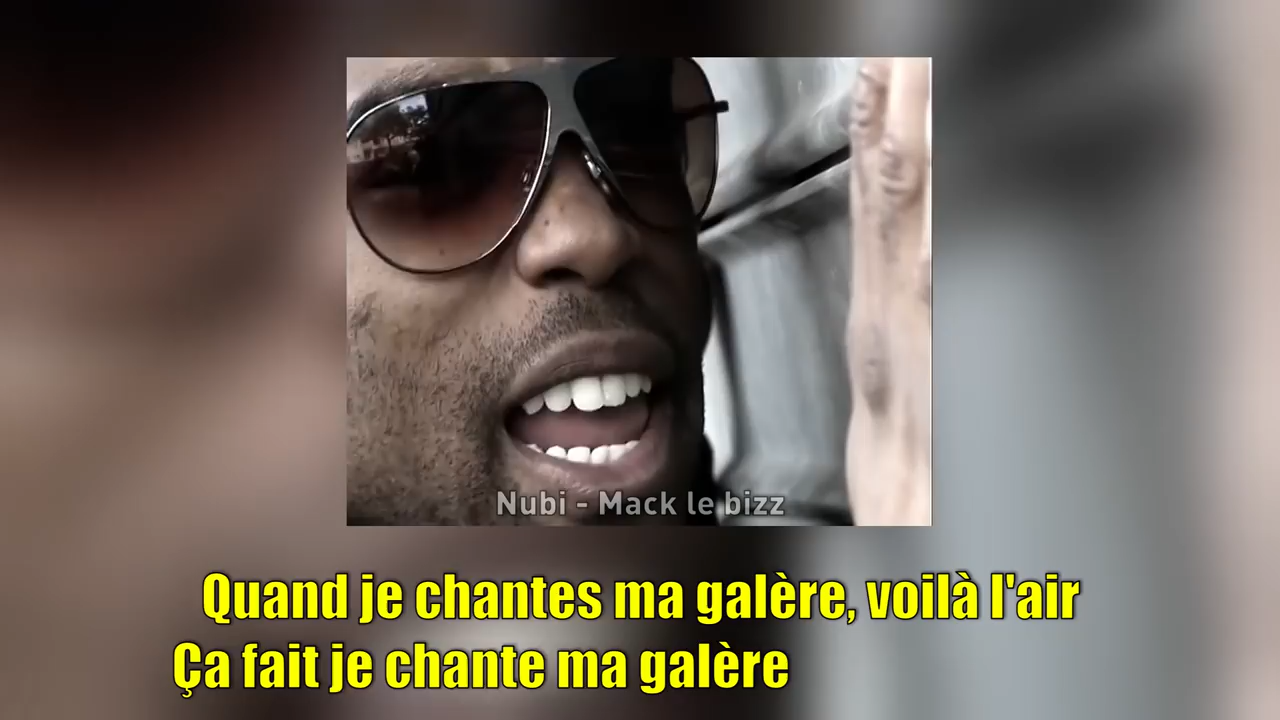 Nubi - Mack le bizz
Quand je chantes ma galère, voilà l'air
Ça fait je chante ma galère